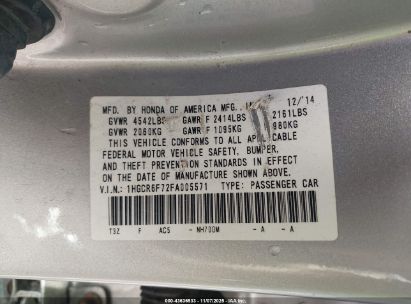 MFD. BY HONDA OF AMERICA MFG., 12/'14
GVWR 4542LBS GAWR F 2414LBS 2161LBS
GVWR 2060KG GAWR F 1095KG 980KG
THIS VEHICLE CONFORMS TO ALL APPLICABLE
FEDERAL MOTOR VEHICLE SAFETY, BUMPER,
AND THEFT PREVENTION STANDARDS IN EFFECT
ON THE DATE OF MANUFACTURE SHOWN ABOVE.
V.I.N.: 1HGCR6F72FA005571 TYPE: PASSENGER CAR
T3Z F AC5 - NH700M - A - A